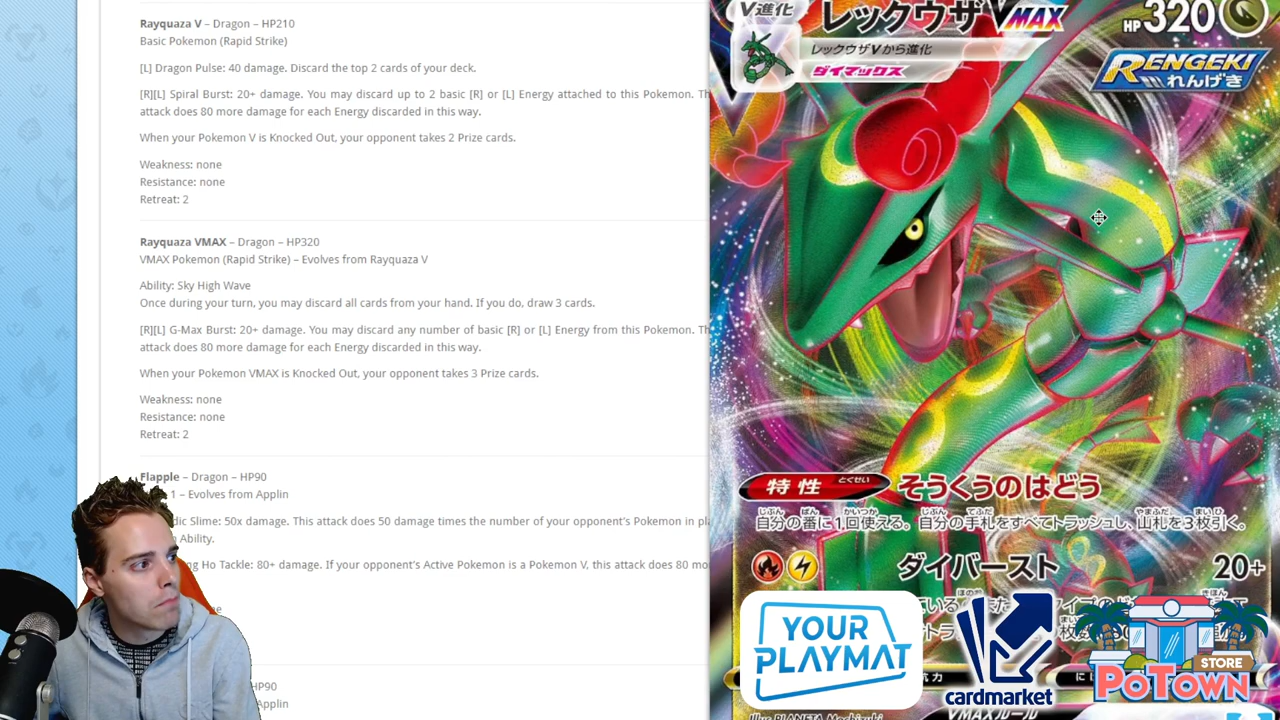 Rayquaza V – Dragon – HP210
Basic Pokemon (Rapid Strike)
[L] Dragon Pulse: 40 damage. Discard the top 2 cards of your deck.
[R][L] Spiral Burst: 20+ damage. You may discard up to 2 basic [R] or [L] Energy attached to this Pokemon.
attack does 80 more damage for each Energy discarded in this way.
When your Pokemon V is Knocked Out, your opponent takes 2 Prize cards.
Weakness: none
Resistance: none
Retreat: 2
Rayquaza VMAX – Dragon – HP320
VMAX Pokemon (Rapid Strike) – Evolves from Rayquaza V
Ability: Sky High Wave
Once during your turn, you may discard all cards from your hand. If you do, draw 3 cards.
[R][L] G-Max Burst: 20+ damage. You may discard any number of basic [R] or [L] Energy from this Pokemon.
attack does 80 more damage for each Energy discarded in this way.
When your Pokemon VMAX is Knocked Out, your opponent takes 3 Prize cards.
Weakness: none
Resistance: none
Retreat: 2
Flapple – Dragon – HP90
1 – Evolves from Applin
Slime: 50x damage. This attack does 50 damage times the number of your opponent's Pokemon in
Ability.
Ho Tackle: 80+ damage. If your opponent's Active Pokemon is a Pokemon V, this attack does 80
HP90
Applin
V進化
レックウザVMAX
HP320
レックウザVから進化
ダイマックス
RENGEKI
れんげき
特性 とくせい そうくうのはどう
自分の番に1回使える。自分の手札をすべてトラッシュし、山札を3枚引く。
ダイバースト 20+
YOUR
PLAYMAT
cardmarket
STORE
POTOWN
VMAXルール